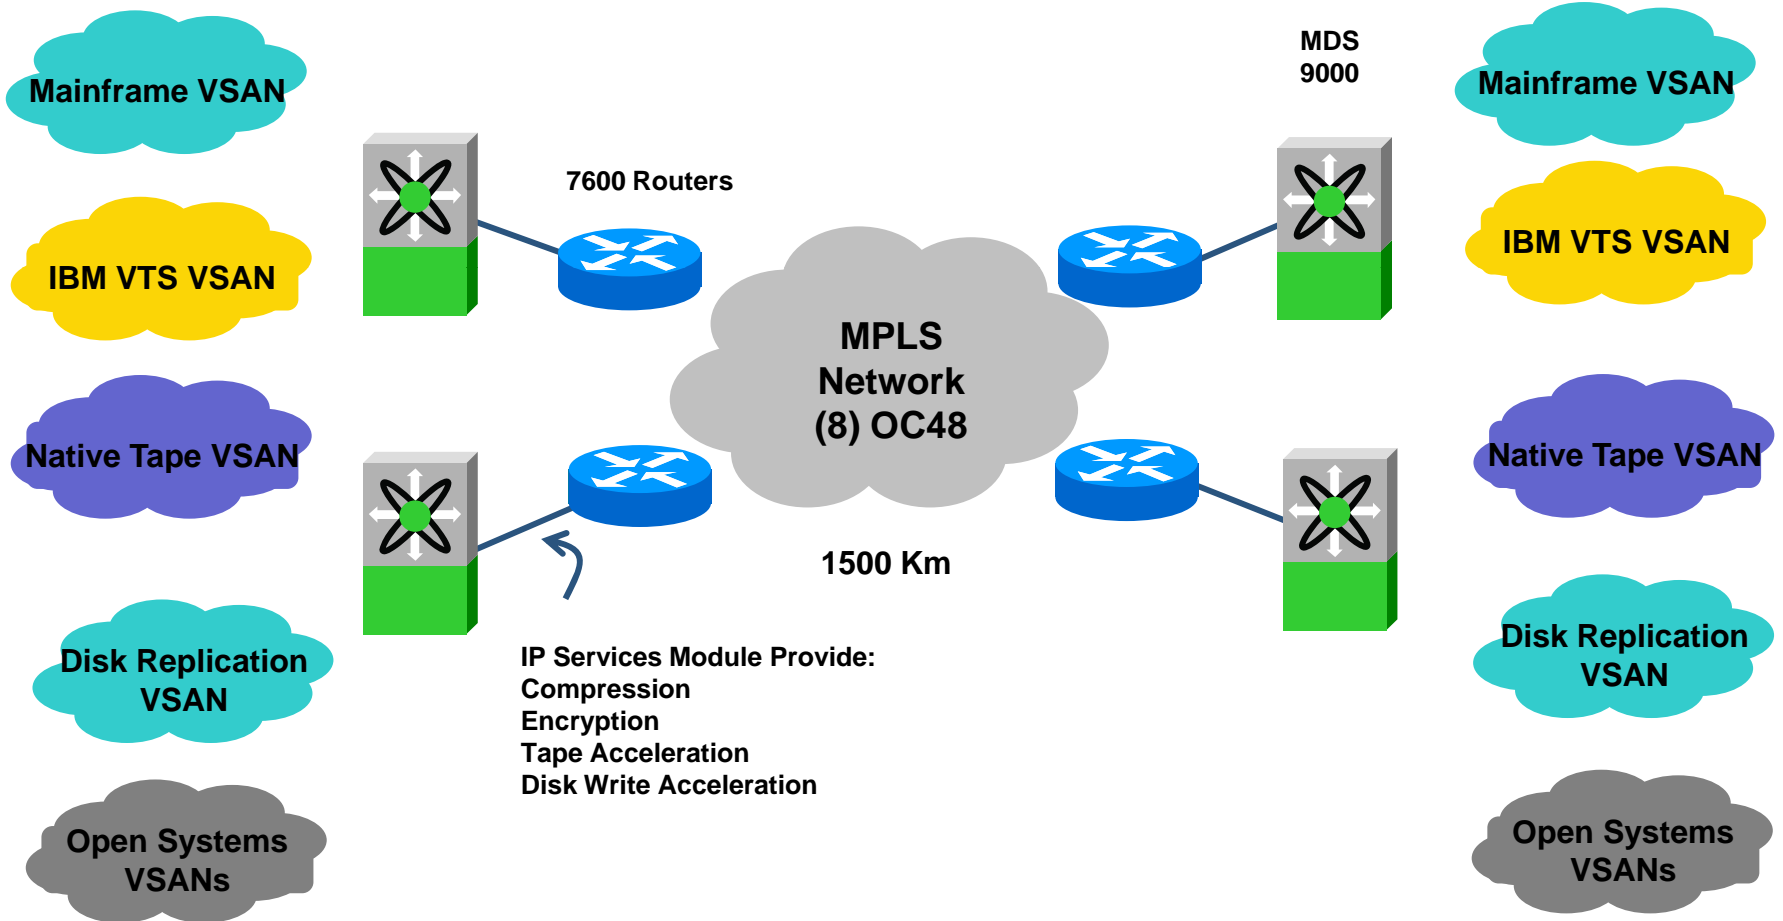 Mainframe VSAN
IBM VTS VSAN
Native Tape VSAN
Disk Replication
VSAN
Open Systems
VSANs
7600 Routers
MPLS
Network
(8) OC48
1500 Km
IP Services Module Provide:
Compression
Encryption
Tape Acceleration
Disk Write Acceleration
MDS
9000
Mainframe VSAN
IBM VTS VSAN
Native Tape VSAN
Disk Replication
VSAN
Open Systems
VSANs